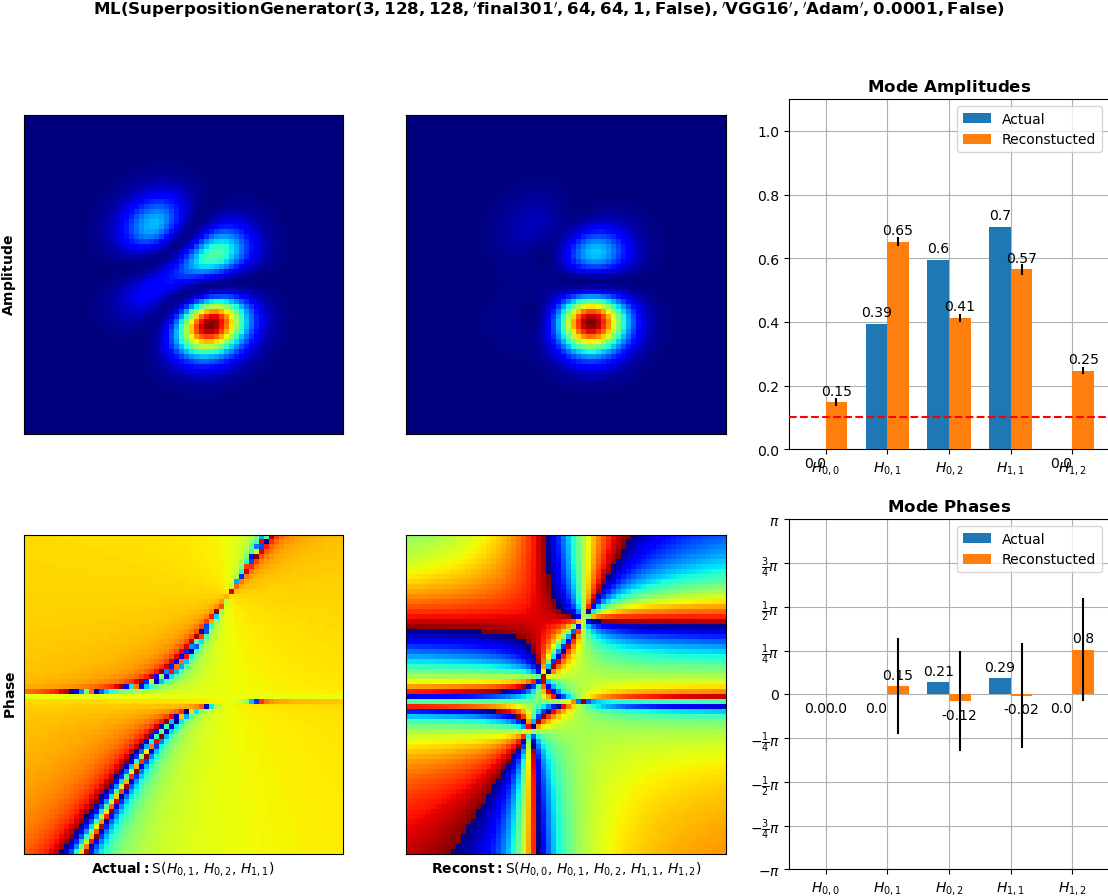 ML(SuperpositionGenerator(3, 128, 128, ′final301′, 64, 64, 1, False), ′VGG16′, ′Adam′, 0.0001, False)
Mode Amplitudes
Amplitude
Actual
Reconstucted
1.0
0.8
0.6
0.4
0.2
0.0
0.0
0.15
0.39
0.65
0.6
0.41
0.7
0.57
0.0
0.25
H0,0
H0,1
H0,2
H1,1
H1,2
Mode Phases
Phase
Actual
Reconstucted
π
3/4π
1/2π
1/4π
0
−1/4π
−1/2π
−3/4π
−π
0.00.0
0.0
0.15
0.21
-0.12
0.29
-0.02
0.0
0.8
H0,0
H0,1
H0,2
H1,1
H1,2
Actual: S(H0,1, H0,2, H1,1)
Reconst: S(H0,0, H0,1, H0,2, H1,1, H1,2)